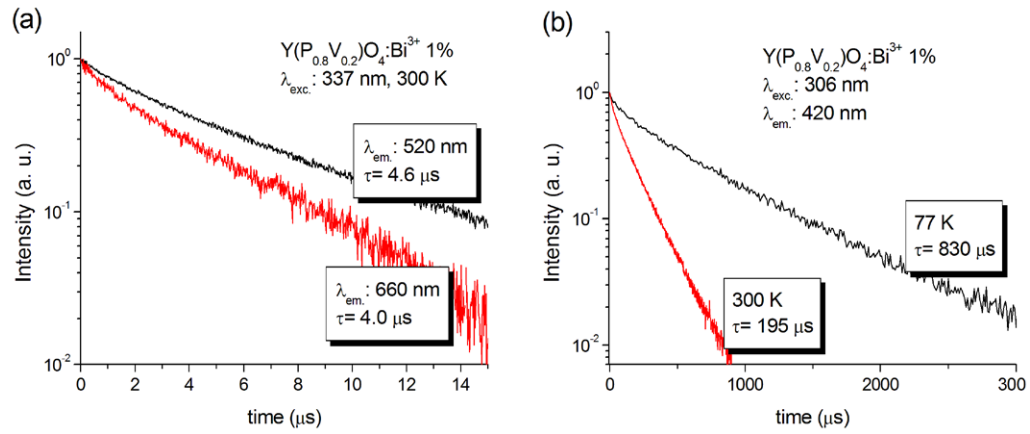 (a)
Y(P0.8V0.2)O4:Bi3+ 1%
λexc.: 337 nm, 300 K
λem.: 520 nm
τ= 4.6 μs
λem.: 660 nm
τ= 4.0 μs
Intensity (a. u.)
10^0
10^-1
10^-2
0 2 4 6 8 10 12 14
time (μs)
(b)
Y(P0.8V0.2)O4:Bi3+ 1%
λexc.: 306 nm
λem.: 420 nm
77 K
τ= 830 μs
300 K
τ= 195 μs
Intensity (a. u.)
10^0
10^-1
10^-2
0 1000 2000 300
time (μs)